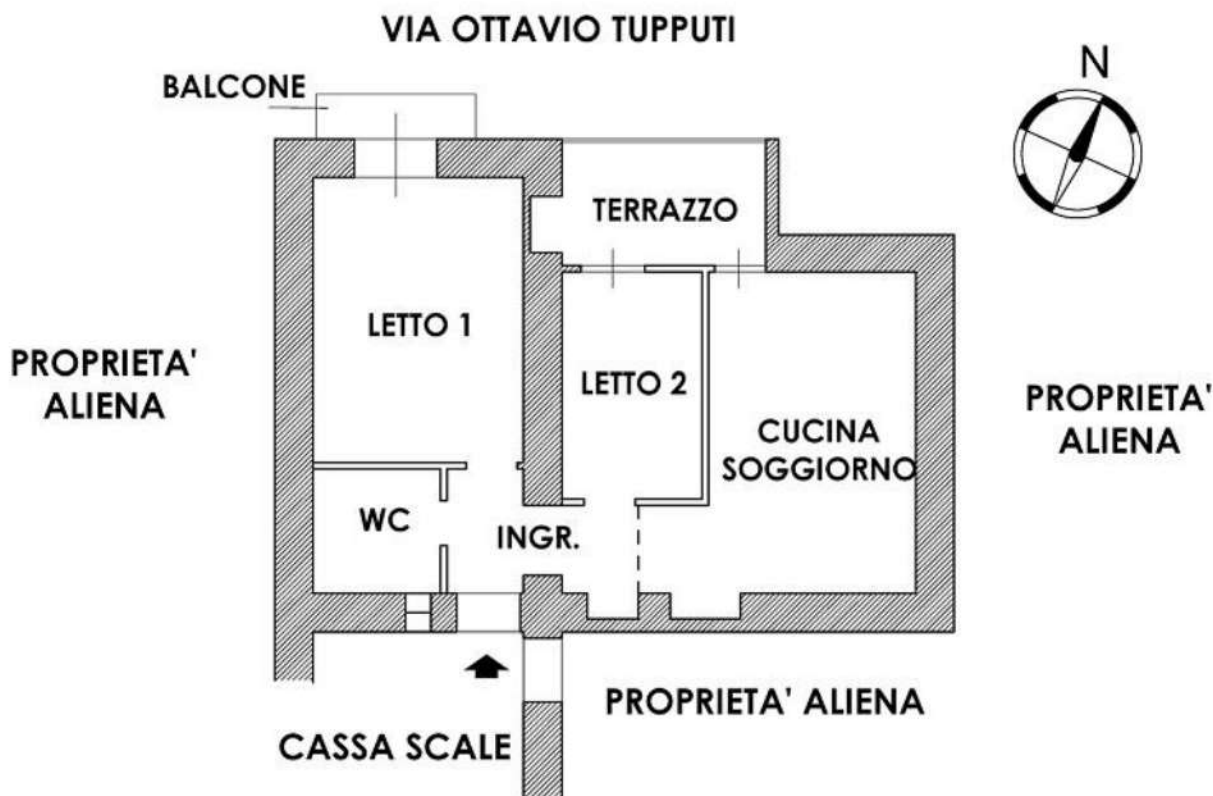 VIA OTTAVIO TUPPUTI
N
BALCONE
TERRAZZO
LETTO 1
PROPRIETA'
ALIENA
LETTO 2
PROPRIETA'
ALIENA
CUCINA
SOGGIORNO
WC
INGR.
PROPRIETA' ALIENA
CASSA SCALE